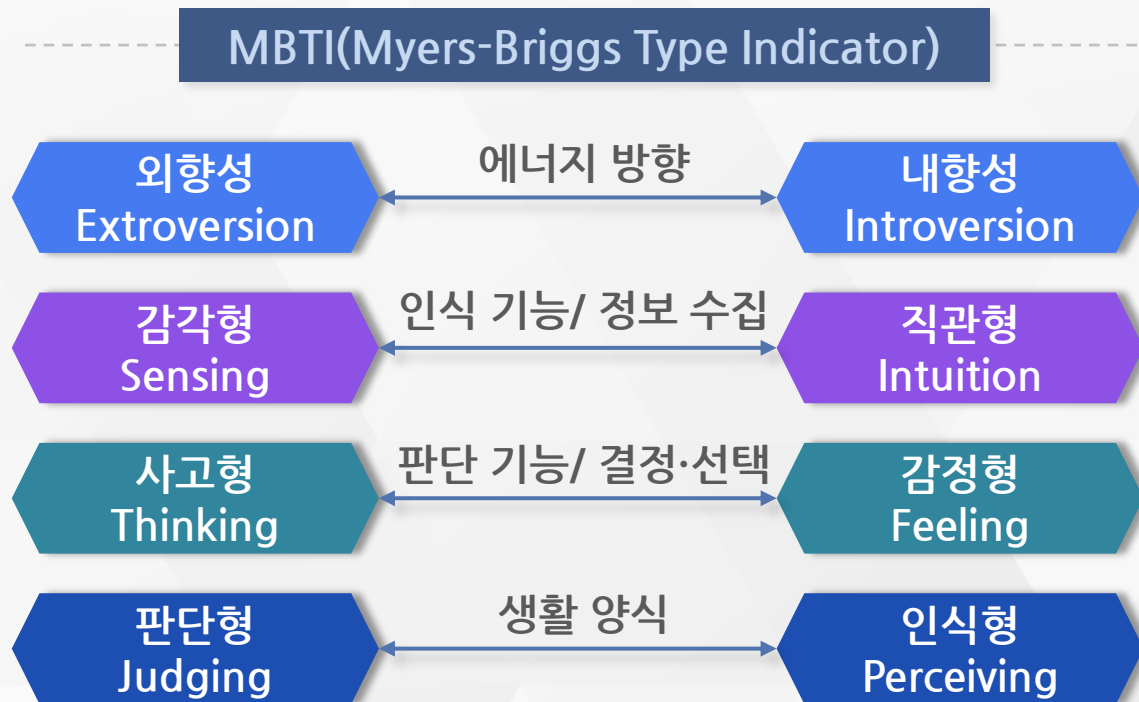 MBTI(Myers-Briggs Type Indicator)
외향성
Extroversion
에너지 방향
내향성
Introversion
감각형
Sensing
인식 기능/ 정보 수집
직관형
Intuition
사고형
Thinking
판단 기능/ 결정·선택
감정형
Feeling
판단형
Judging
생활 양식
인식형
Perceiving